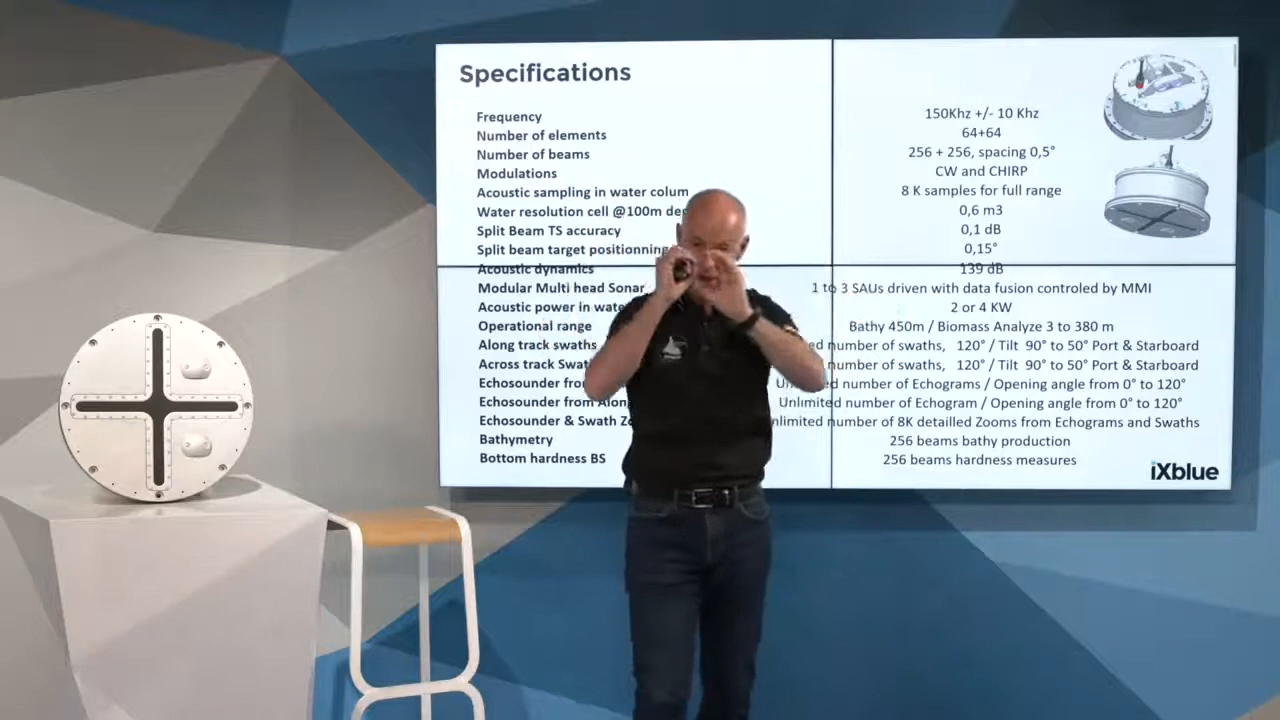 Specifications
Frequency 150Khz +/- 10 Khz
Number of elements 64+64
Number of beams 256 + 256, spacing 0,5°
Modulations CW and CHIRP
Acoustic sampling in water colum 8 K samples for full range
Water resolution cell @100m 0,6 m3
Split Beam TS accuracy 0,1 dB
Split beam target positionning 0,15°
Acoustic dynamics 139 dB
Modular Multi head Sonar 1 to 3 SAUs driven with data fusion controled by MMI
Acoustic power in 2 or 4 KW
Operational range Bathy 450m / Biomass Analyze 3 to 380 m
Along track swaths number of swaths, 120° / Tilt 90° to 50° Port & Starboard
Across track number of swaths, 120° / Tilt 90° to 50° Port & Starboard
Echosounder number of Echograms / Opening angle from 0° to 120°
Echosounder from Unlimited number of Echogram / Opening angle from 0° to 120°
Echosounder & Swath number of 8K detailled Zooms from Echograms and Swaths
Bathymetry 256 beams bathy production
Bottom hardness BS 256 beams hardness measures
iXblue